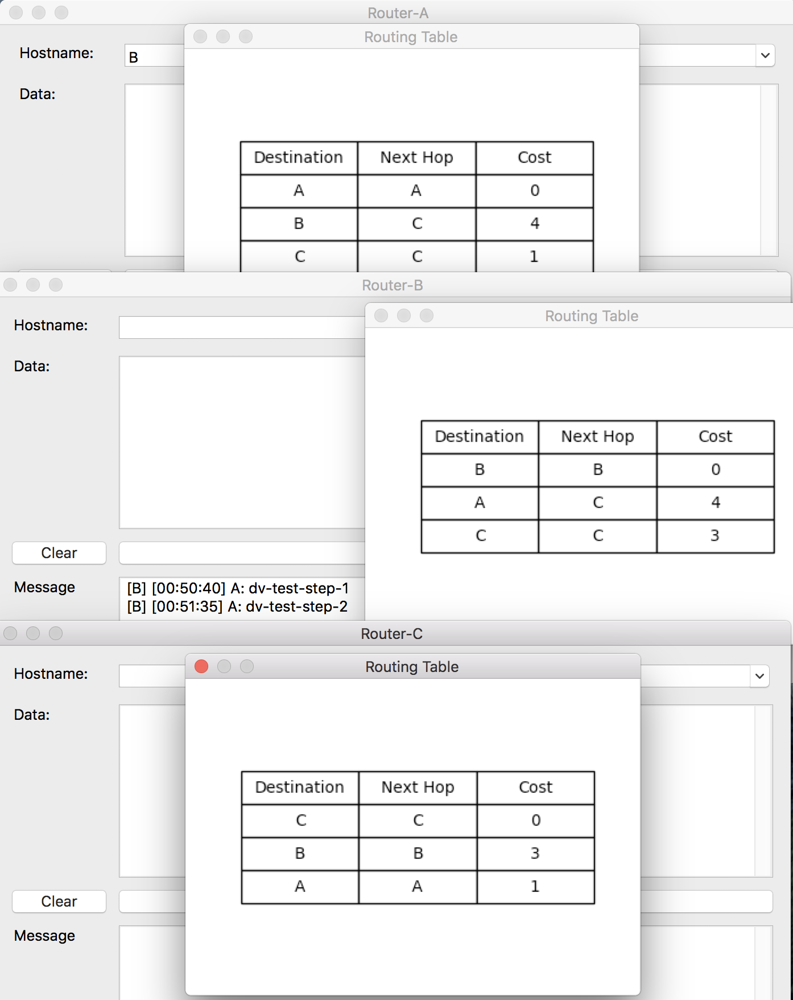 Router-A
Routing Table
Hostname:
B
Data:
Destination Next Hop Cost
A A 0
B C 4
C C 1
Router-B
Routing Table
Hostname:
Data:
Destination Next Hop Cost
B B 0
A C 4
C C 3
Clear
Message
[B] [00:50:40] A: dv-test-step-1
[B] [00:51:35] A: dv-test-step-2
Router-C
Routing Table
Hostname:
Data:
Destination Next Hop Cost
C C 0
B B 3
A A 1
Clear
Message